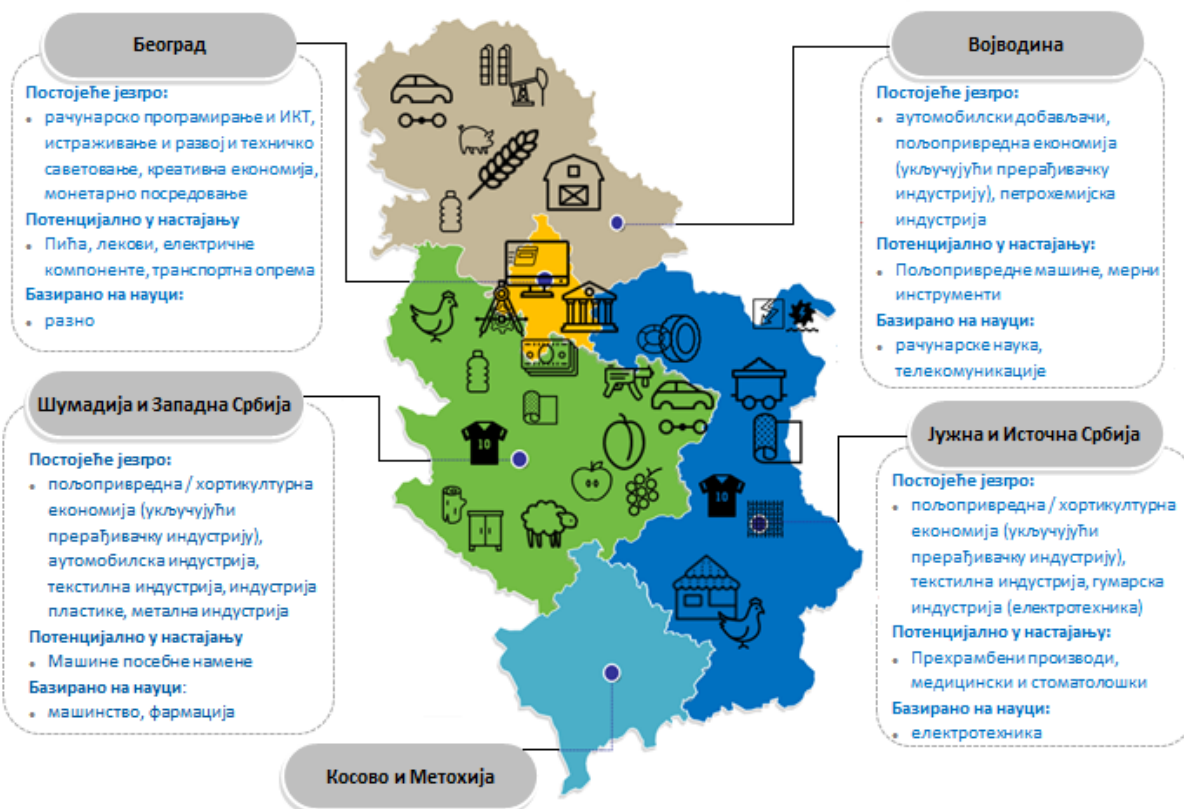 Београд
Постојеће језгро:
• рачунарско програмирање и ИКТ,
истраживање и развој и техничко
саветовање, креативна економија,
монетарно посредовање
Потенцијално у настајању
• Пића, лекови, електричне
компоненте, транспортна опрема
Базирано на науци:
• разно
Војводина
Постојеће језгро:
• аутомобилски добављачи,
пољопривредна економија
(укључујући прерађивачку
индустрију), петрохемијска
индустрија
Потенцијално у настајању:
• Пољопривредне машине, мерни
инструменти
Базирано на науци:
• рачунарске наука,
телекомуникације
Шумадија и Западна Србија
Постојеће језгро:
• пољопривредна / хортикултурна
економија (укључујући
прерађивачку индустрију),
аутомобилска индустрија,
текстилна индустрија, индустрија
пластике, метална индустрија
Потенцијално у настајању
• Машине посебне намене
Базирано на науци:
• машинство, фармација
Јужна и Источна Србија
Постојеће језгро:
• пољопривредна / хортикултурна
економија (укључујући
прерађивачку индустрију),
текстилна индустрија, гумарска
индустрија (електротехника)
Потенцијално у настајању:
• Прехрамбени производи,
медицински и стоматолошки
Базирано на науци:
• електротехника
Косово и Метохија
10
10